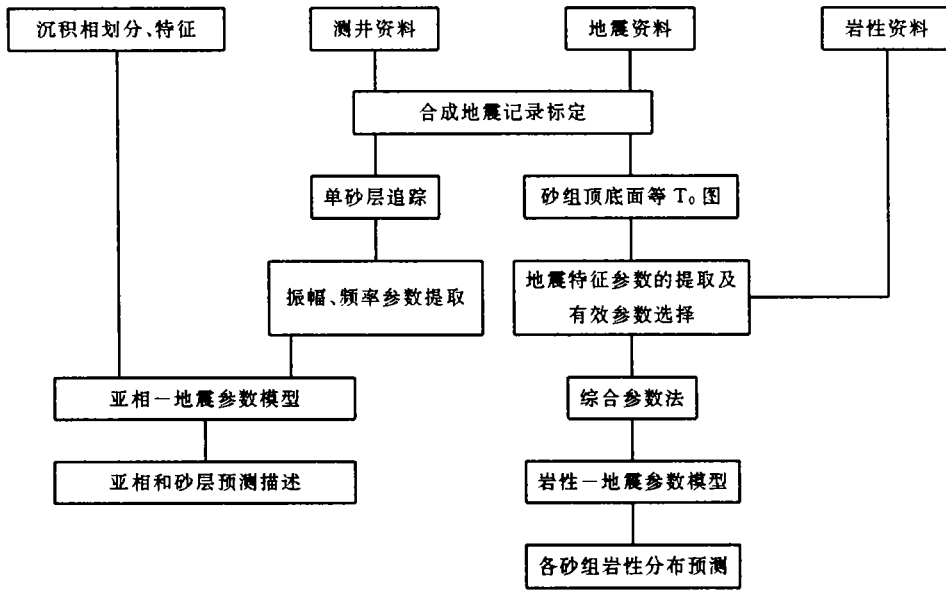 沉积相划分、特征
测井资料
地震资料
岩性资料
合成地震记录标定
单砂层追踪
砂组顶底面等 T₀ 图
振幅、频率参数提取
地震特征参数的提取及
有效参数选择
亚相－地震参数模型
综合参数法
亚相和砂层预测描述
岩性－地震参数模型
各砂组岩性分布预测